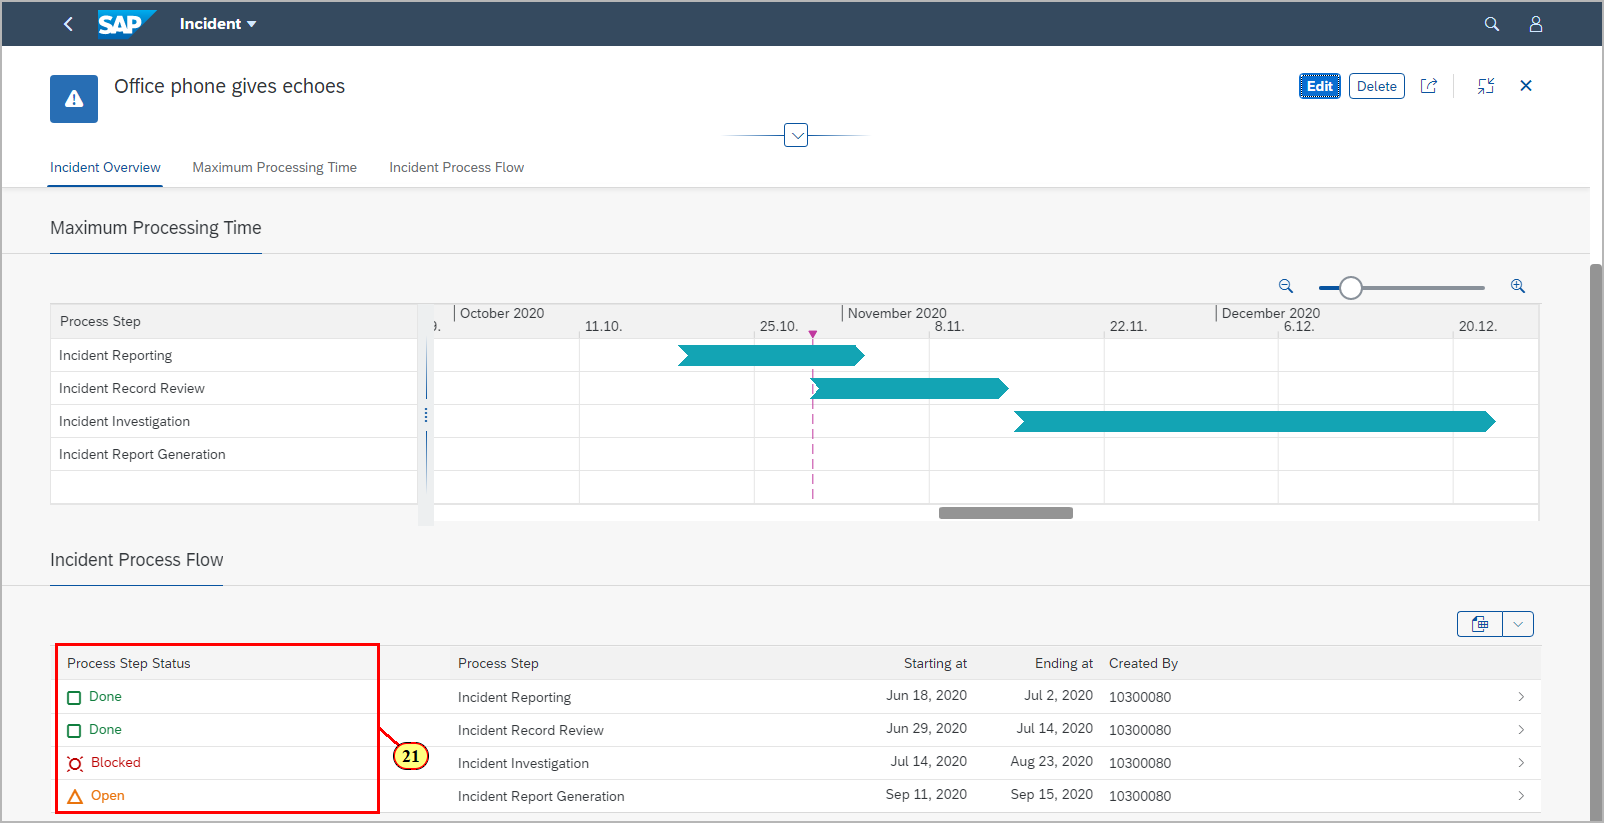 SAP Incident
Office phone gives echoes
Edit Delete
Incident Overview Maximum Processing Time Incident Process Flow
Maximum Processing Time
Process Step
9. October 2020 November 2020 December 2020
11.10. 25.10. 8.11. 22.11. 6.12. 20.12.
Incident Reporting
Incident Record Review
Incident Investigation
Incident Report Generation
Incident Process Flow
Process Step Status Process Step Starting at Ending at Created By
Done Incident Reporting Jun 18, 2020 Jul 2, 2020 10300080
Done Incident Record Review Jun 29, 2020 Jul 14, 2020 10300080
21
Blocked Incident Investigation Jul 14, 2020 Aug 23, 2020 10300080
Open Incident Report Generation Sep 11, 2020 Sep 15, 2020 10300080